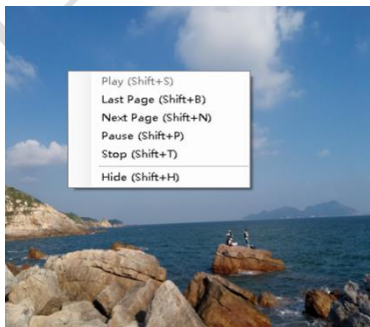 Play (Shift+S)
Last Page (Shift+B)
Next Page (Shift+N)
Pause (Shift+P)
Stop (Shift+T)
Hide (Shift+H)